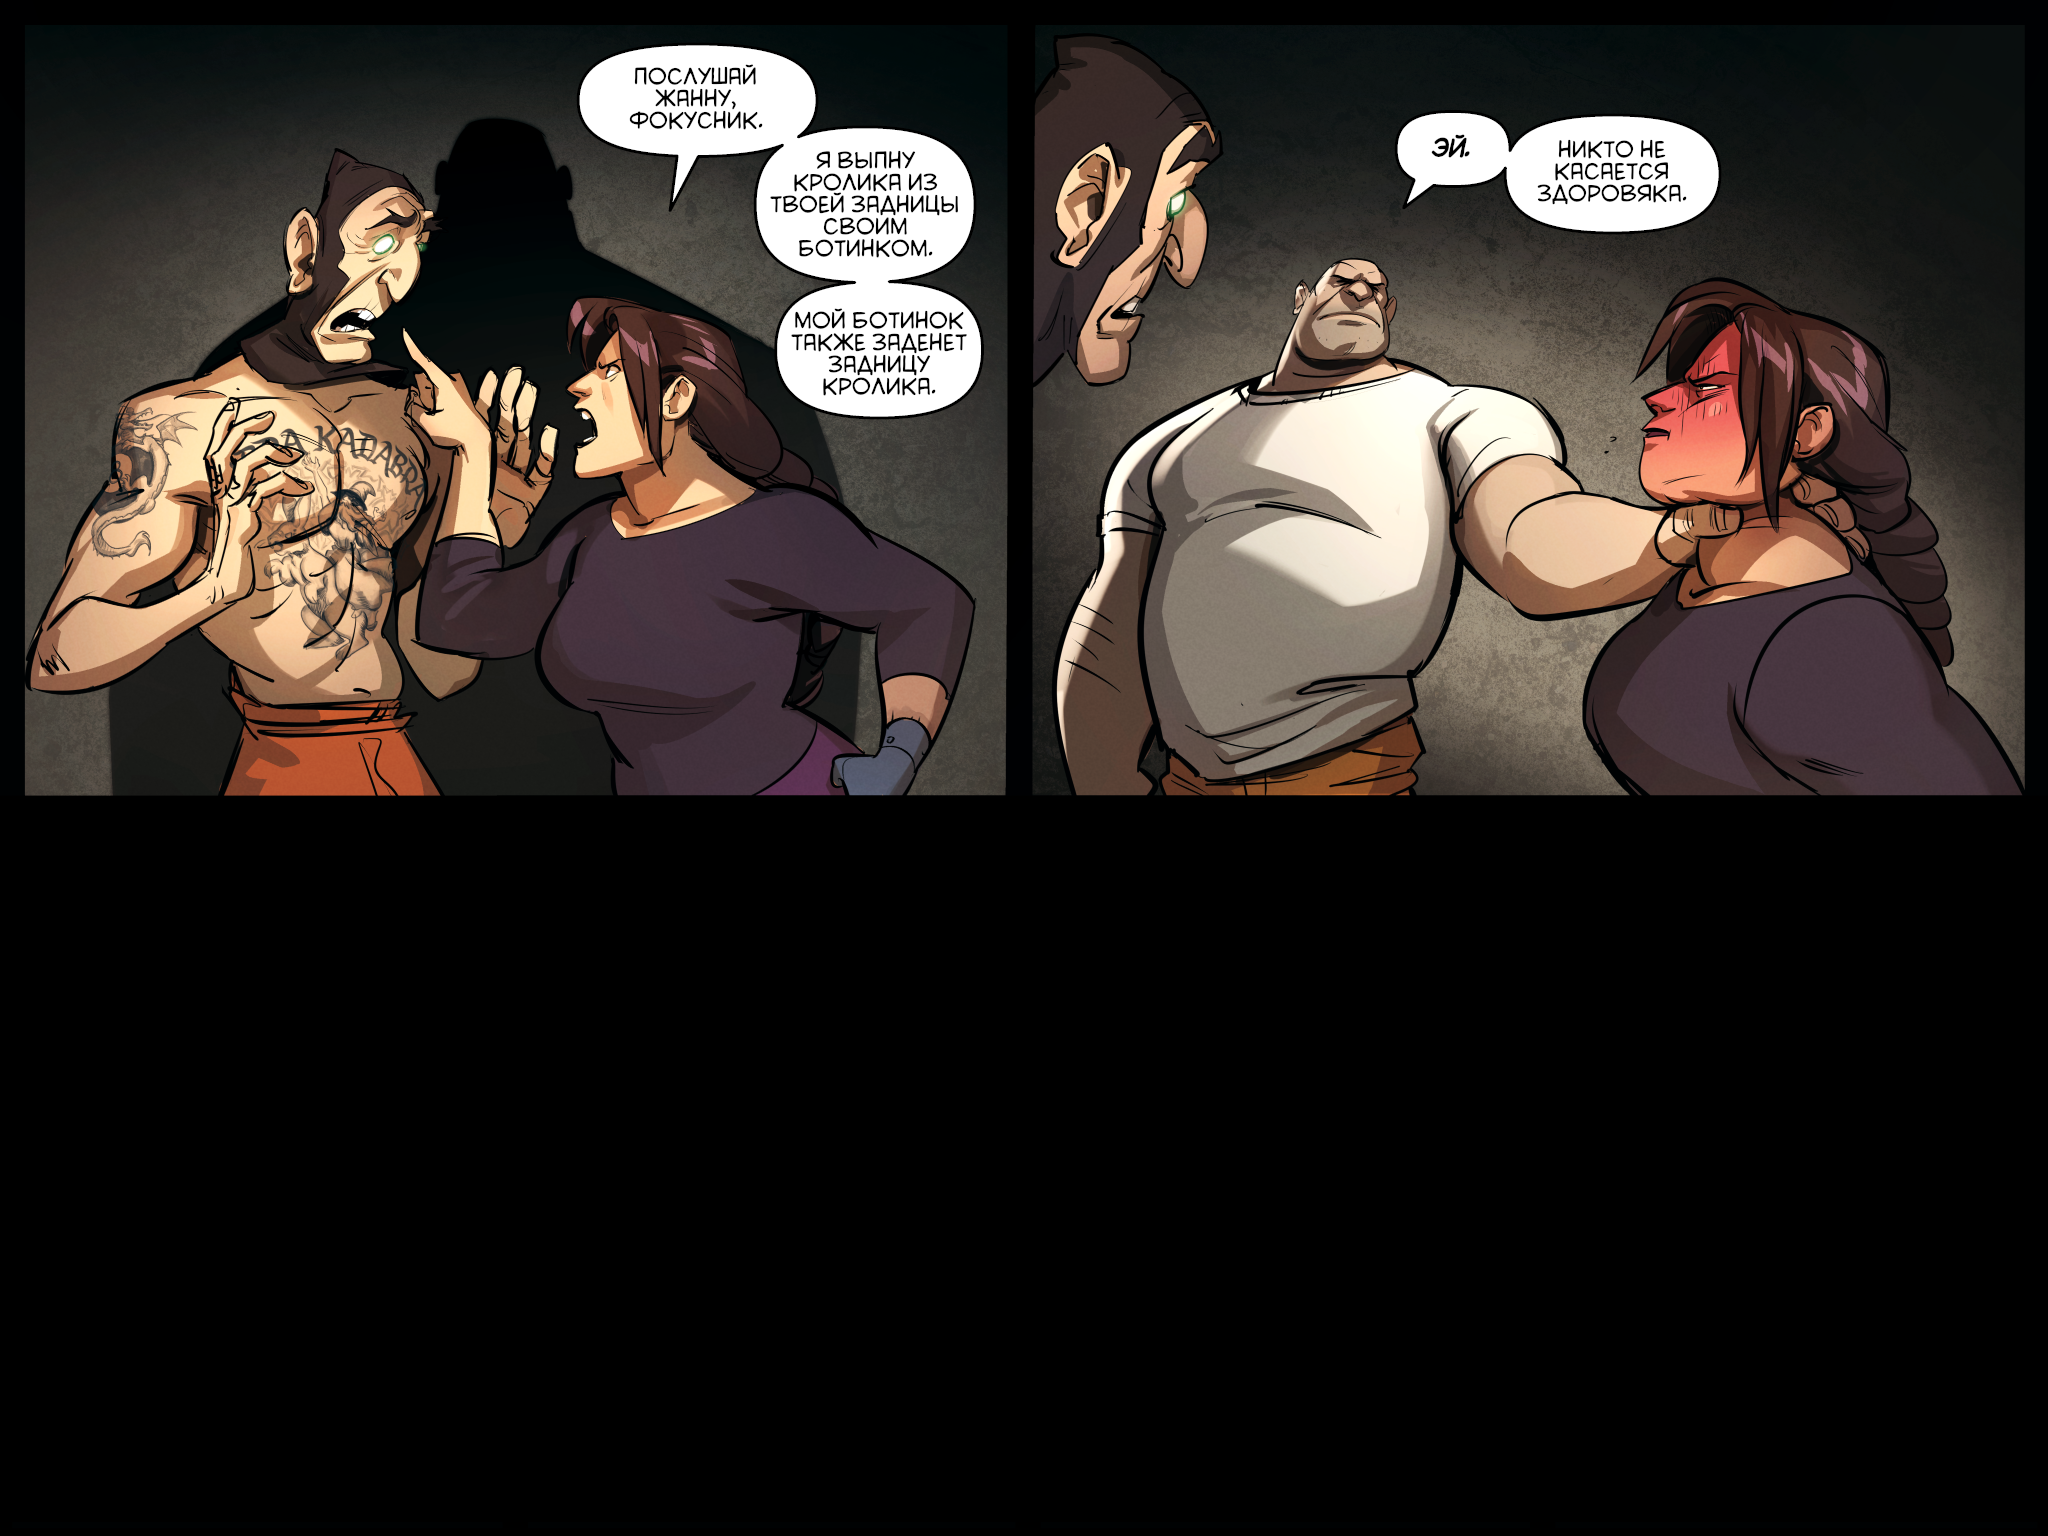 ПОСЛУШАЙ
ЖАННУ,
ФОКУСНИК.
Я ВЫПНУ
КРОЛИКА ИЗ
ТВОЕЙ ЗАДНИЦЫ
СВОИМ
БОТИНКОМ.
МОЙ БОТИНОК
ТАКЖЕ ЗАДЕНЕТ
ЗАДНИЦУ
КРОЛИКА.
KADABRA
ЭЙ.
НИКТО НЕ
КАСАЕТСЯ
ЗДОРОВЯКА.